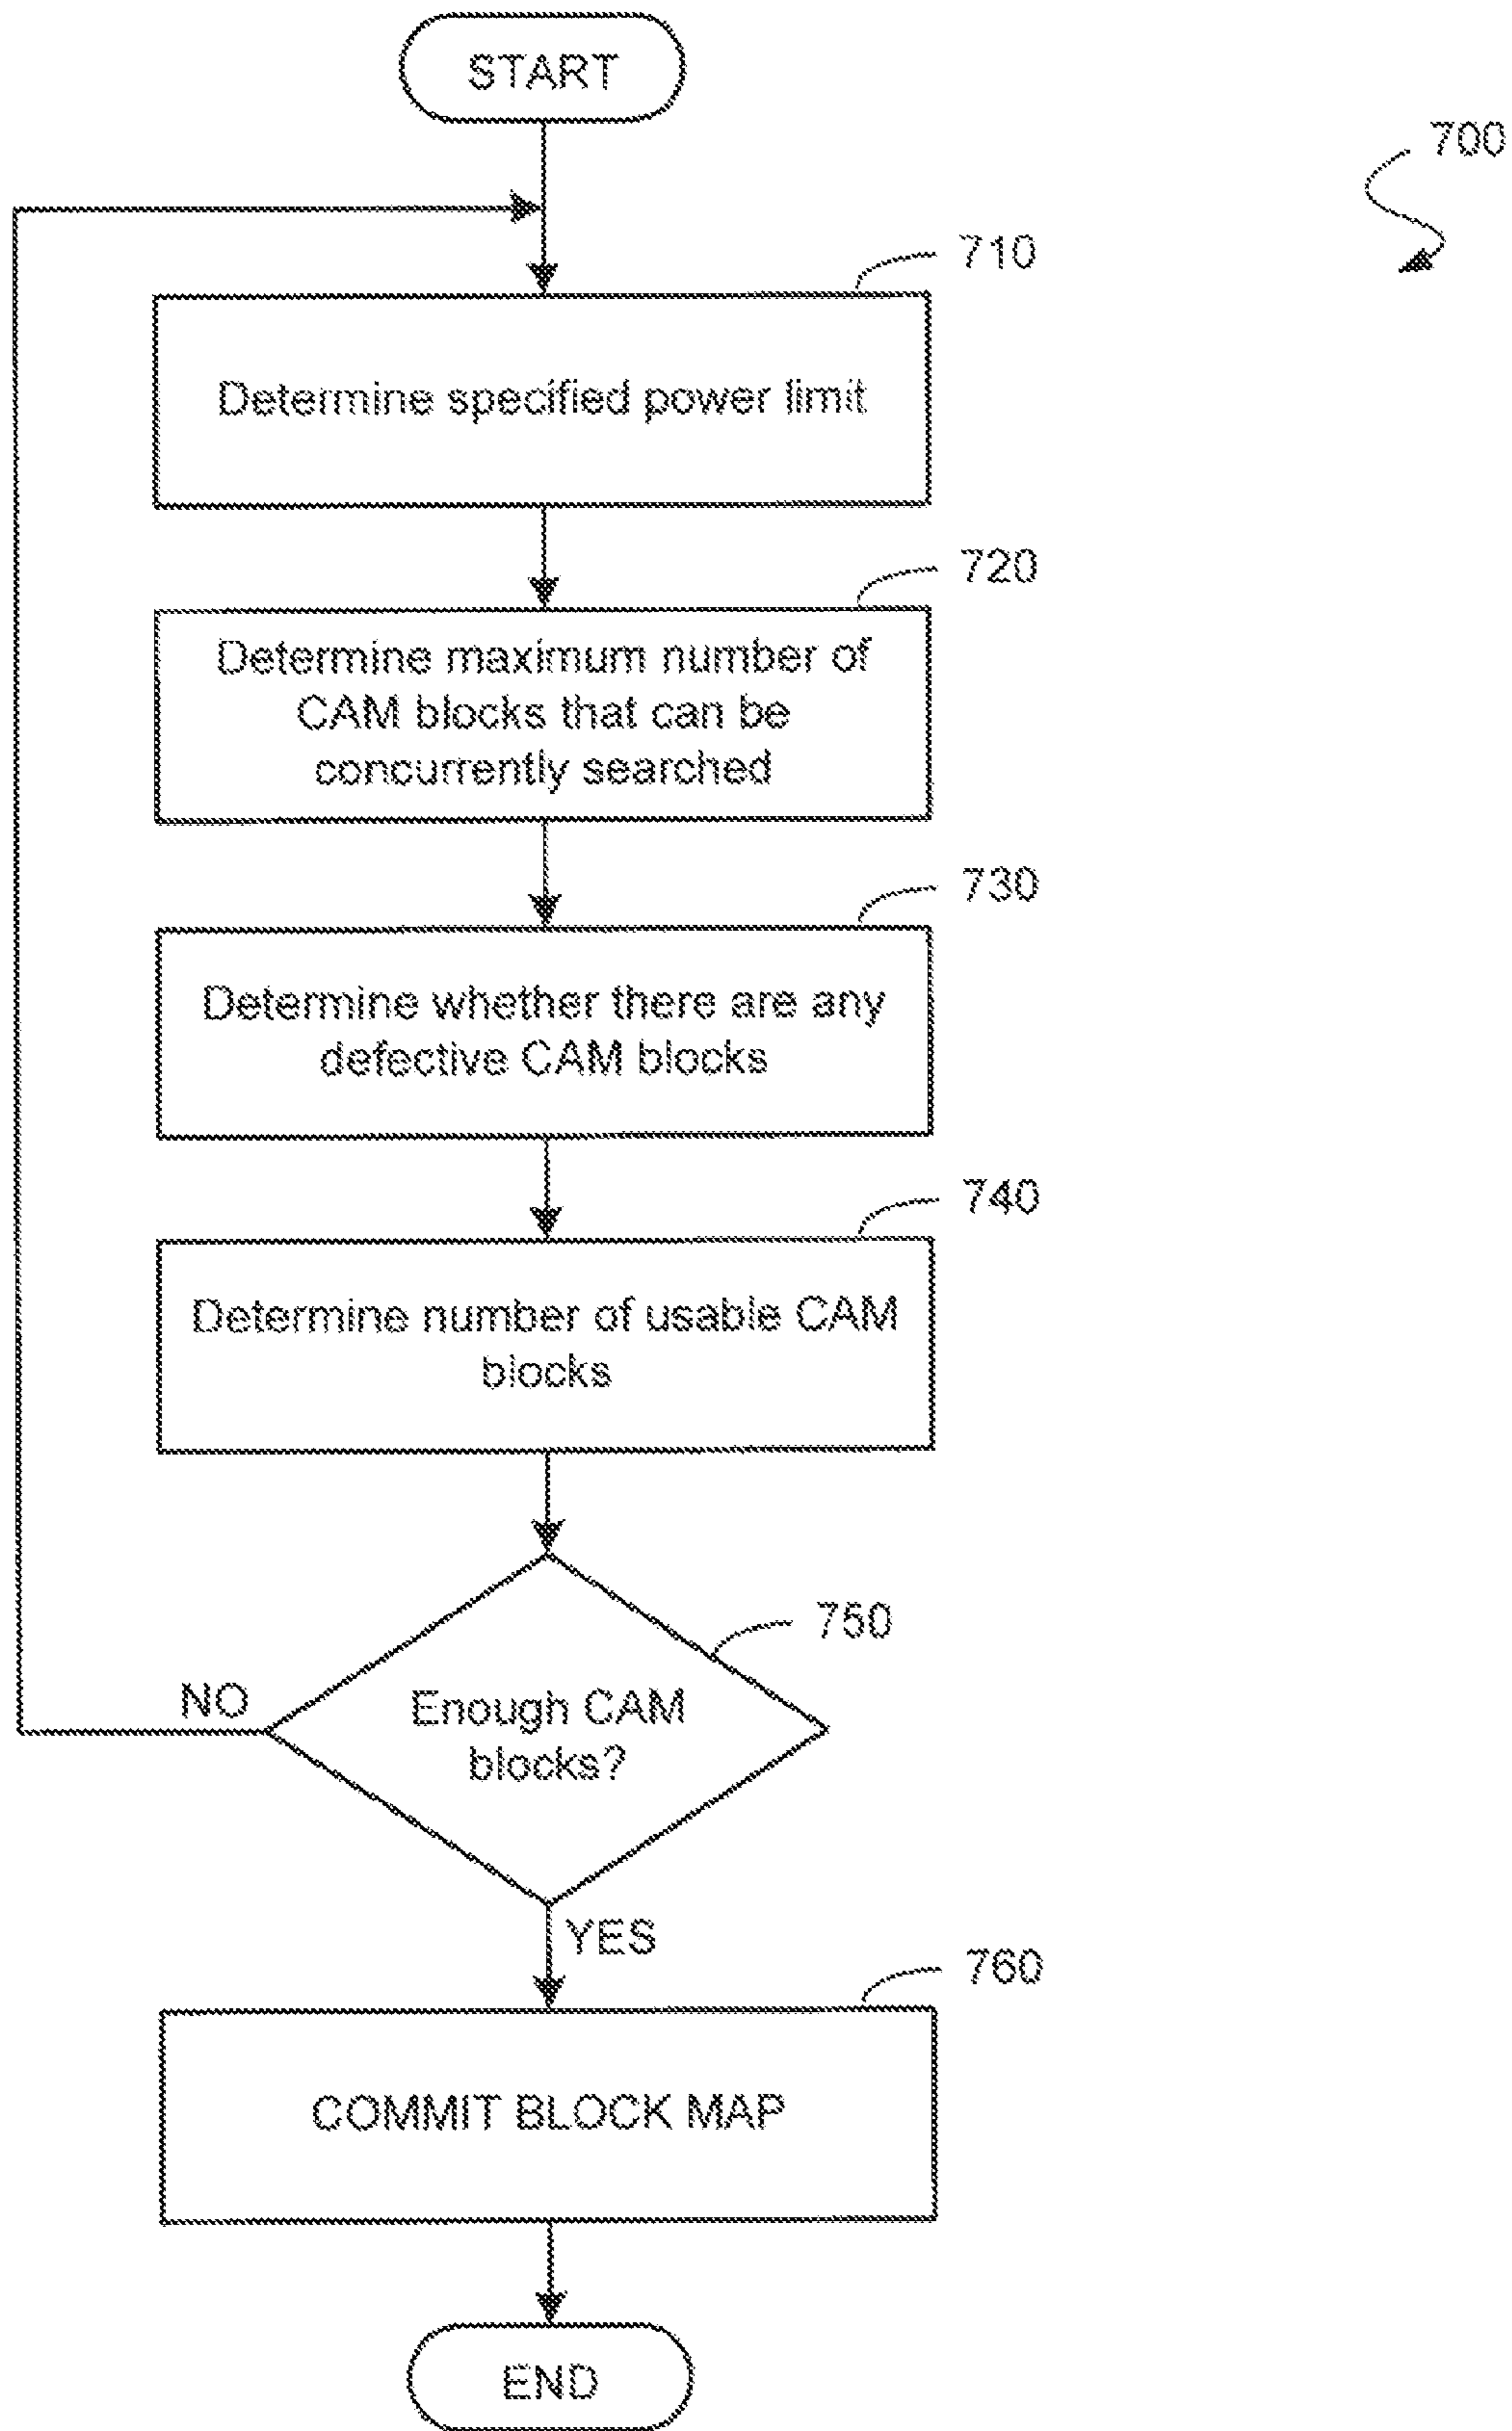 START
700
710
Determine specified power limit
720
Determine maximum number of
CAM blocks that can be
concurrently searched
730
Determine whether there are any
defective CAM blocks
740
Determine number of usable CAM
blocks
750
NO
Enough CAM
blocks?
YES
760
COMMIT BLOCK MAP
END